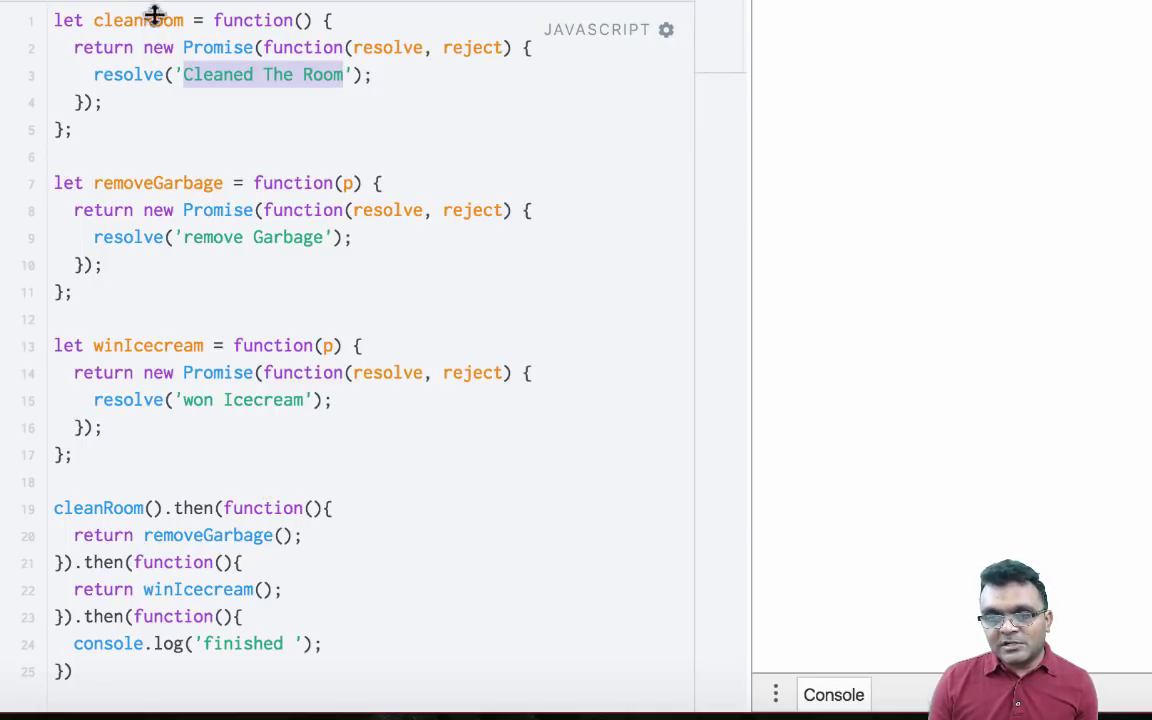 1 let cleanRoom = function() {
JAVASCRIPT
2 return new Promise(function(resolve, reject) {
3 resolve('Cleaned The Room');
4 });
5 };
6
7 let removeGarbage = function(p) {
8 return new Promise(function(resolve, reject) {
9 resolve('remove Garbage');
10 });
11 };
12
13 let winIcecream = function(p) {
14 return new Promise(function(resolve, reject) {
15 resolve('won Icecream');
16 });
17 };
18
19 cleanRoom().then(function(){
20 return removeGarbage();
21 }).then(function(){
22 return winIcecream();
23 }).then(function(){
24 console.log('finished ');
25 })
Console